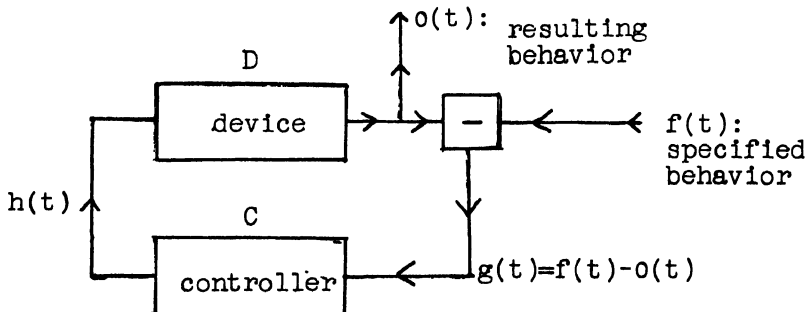 o(t): resulting
behavior
D
device
−
f(t):
specified
behavior
h(t)
C
controller
g(t)=f(t)-o(t)